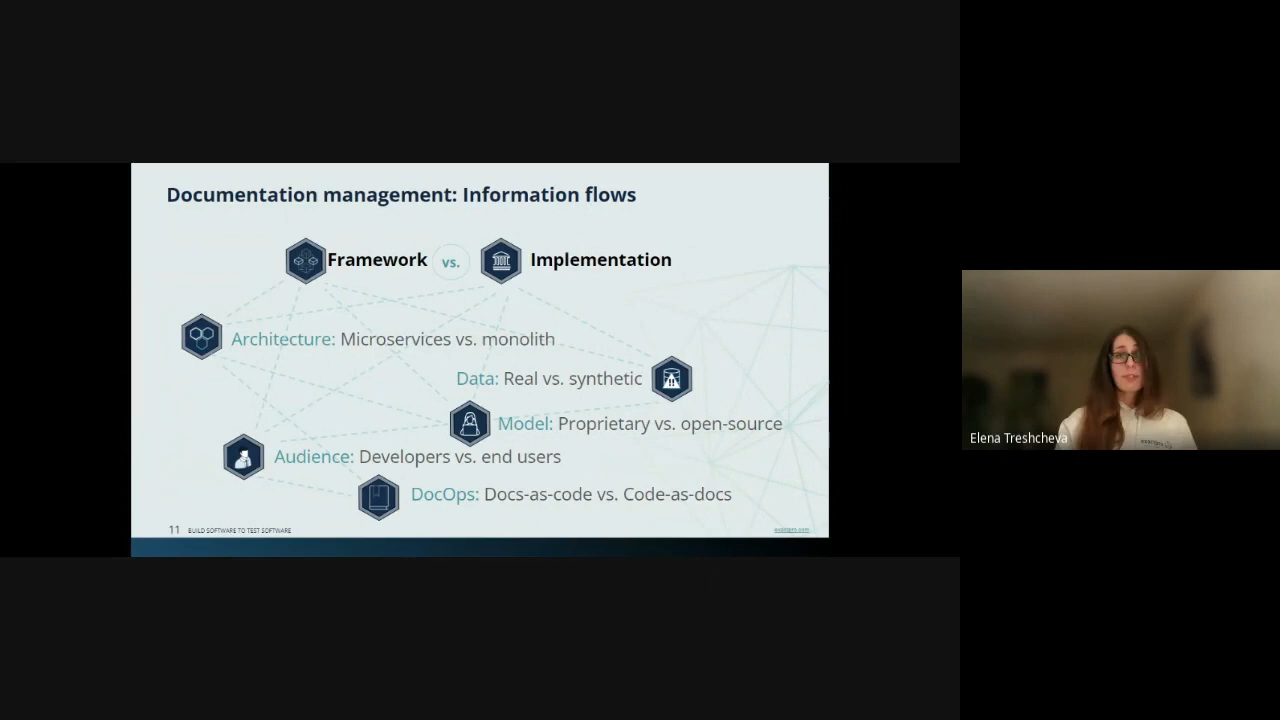 Documentation management: Information flows
Framework vs. Implementation
Architecture: Microservices vs. monolith
Data: Real vs. synthetic
Model: Proprietary vs. open-source
Audience: Developers vs. end users
DocOps: Docs-as-code vs. Code-as-docs
11 BUILD SOFTWARE TO TEST SOFTWARE
exactpro.com
Elena Treshcheva